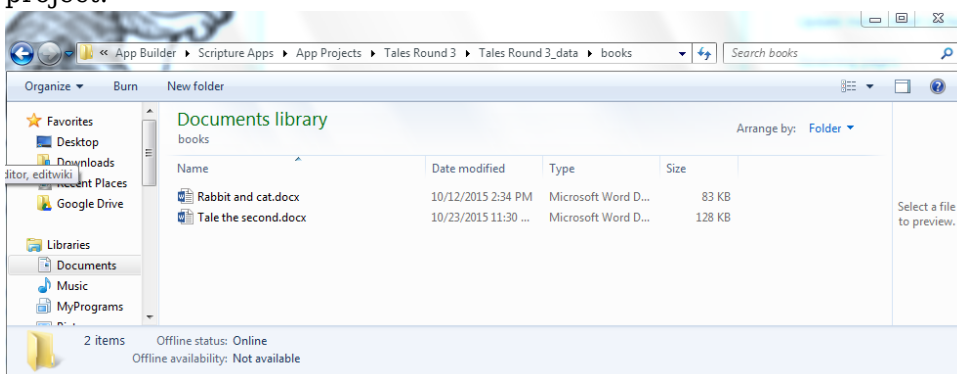 project.
« App Builder ▸ Scripture Apps ▸ App Projects ▸ Tales Round 3 ▸ Tales Round 3_data ▸ books
Search books
Organize ▾ Burn New folder
Favorites
Desktop
Downloads
ditor, editwiki
Recent Places
Google Drive
Libraries
Documents
Music
MyPrograms
Documents library
books
Arrange by: Folder ▾
Name Date modified Type Size
Rabbit and cat.docx 10/12/2015 2:34 PM Microsoft Word D... 83 KB
Tale the second.docx 10/23/2015 11:30 ... Microsoft Word D... 128 KB
Select a file
to preview.
2 items Offline status: Online
Offline availability: Not available